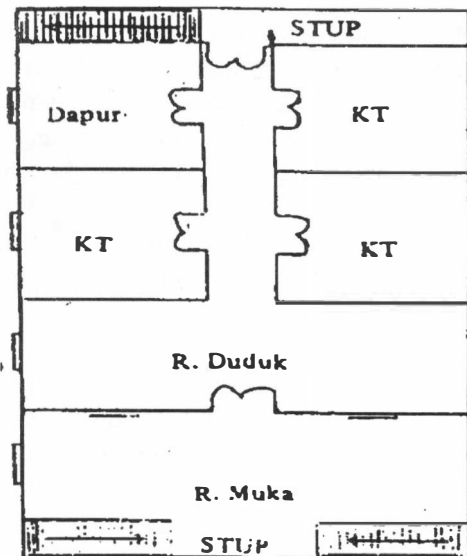 STUP
Dapur
KT
KT
KT
R. Duduk
R. Muka
STUP